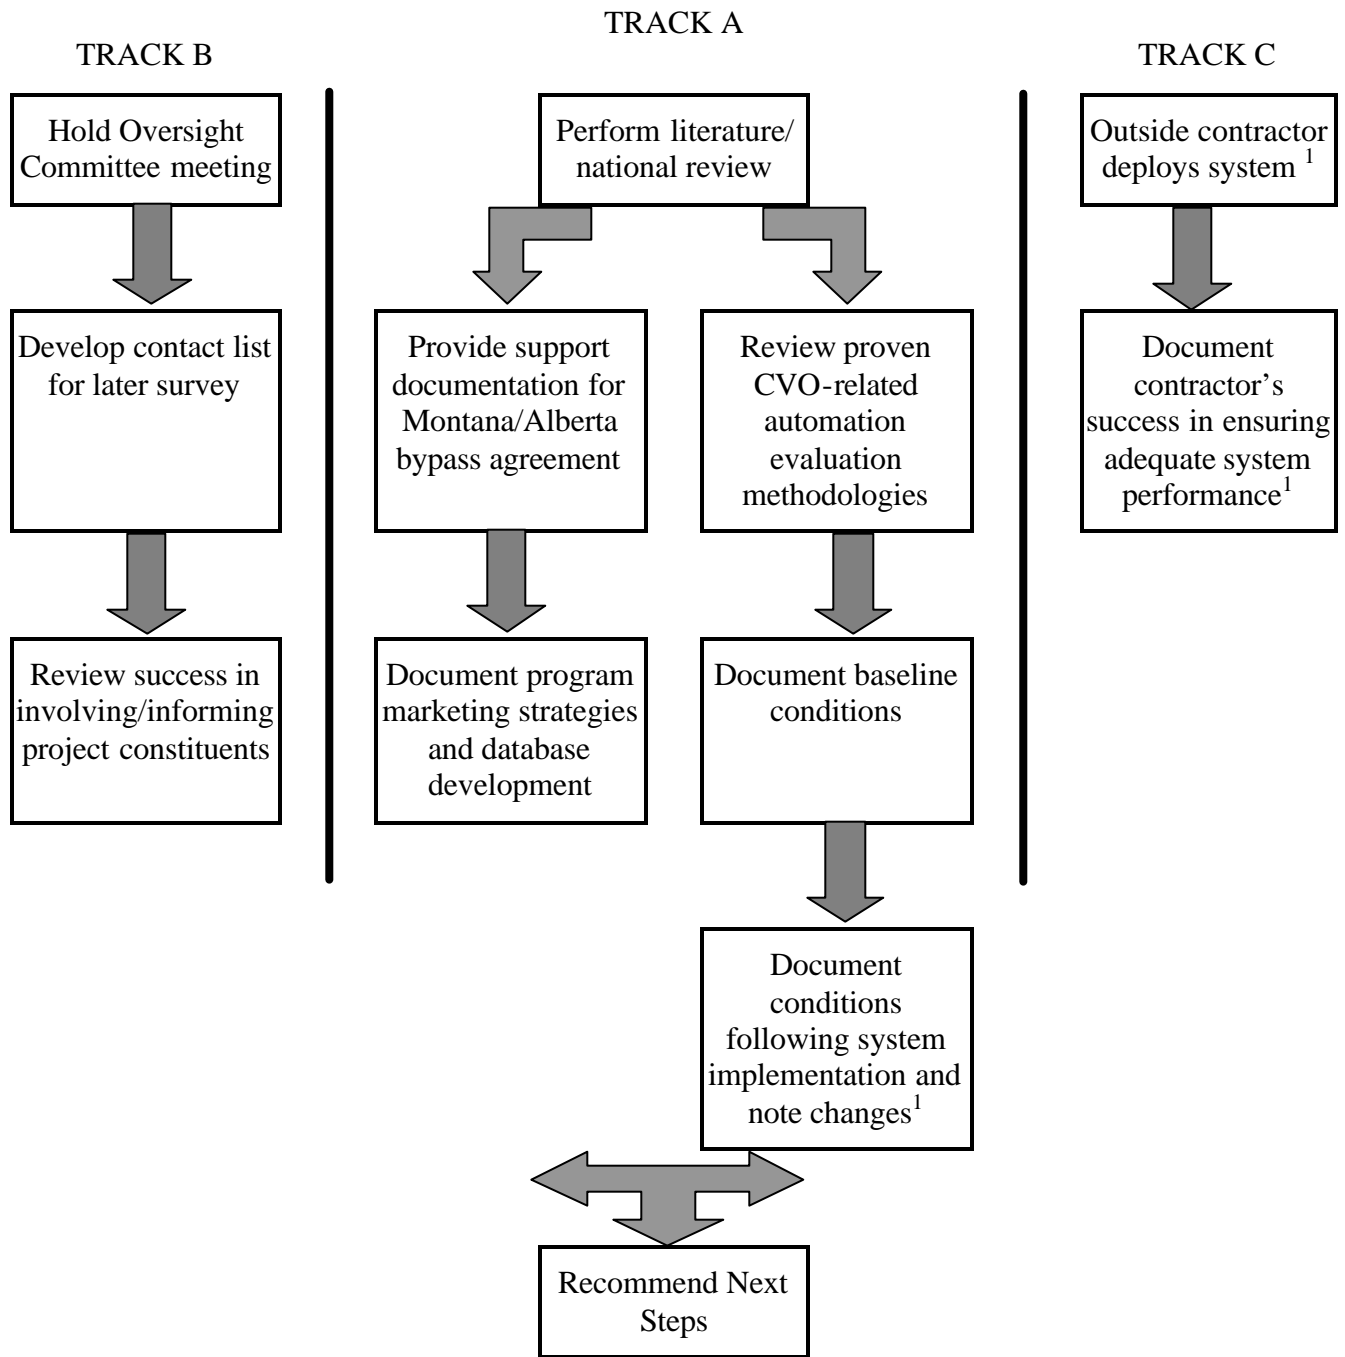 TRACK A
TRACK B
TRACK C
Hold Oversight
Committee meeting
Perform literature/
national review
Outside contractor
deploys system 1
Develop contact list
for later survey
Provide support
documentation for
Montana/Alberta
bypass agreement
Review proven
CVO-related
automation
evaluation
methodologies
Document
contractor's
success in ensuring
adequate system
performance1
Review success in
involving/informing
project constituents
Document program
marketing strategies
and database
development
Document baseline
conditions
Document
conditions
following system
implementation and
note changes1
Recommend Next
Steps